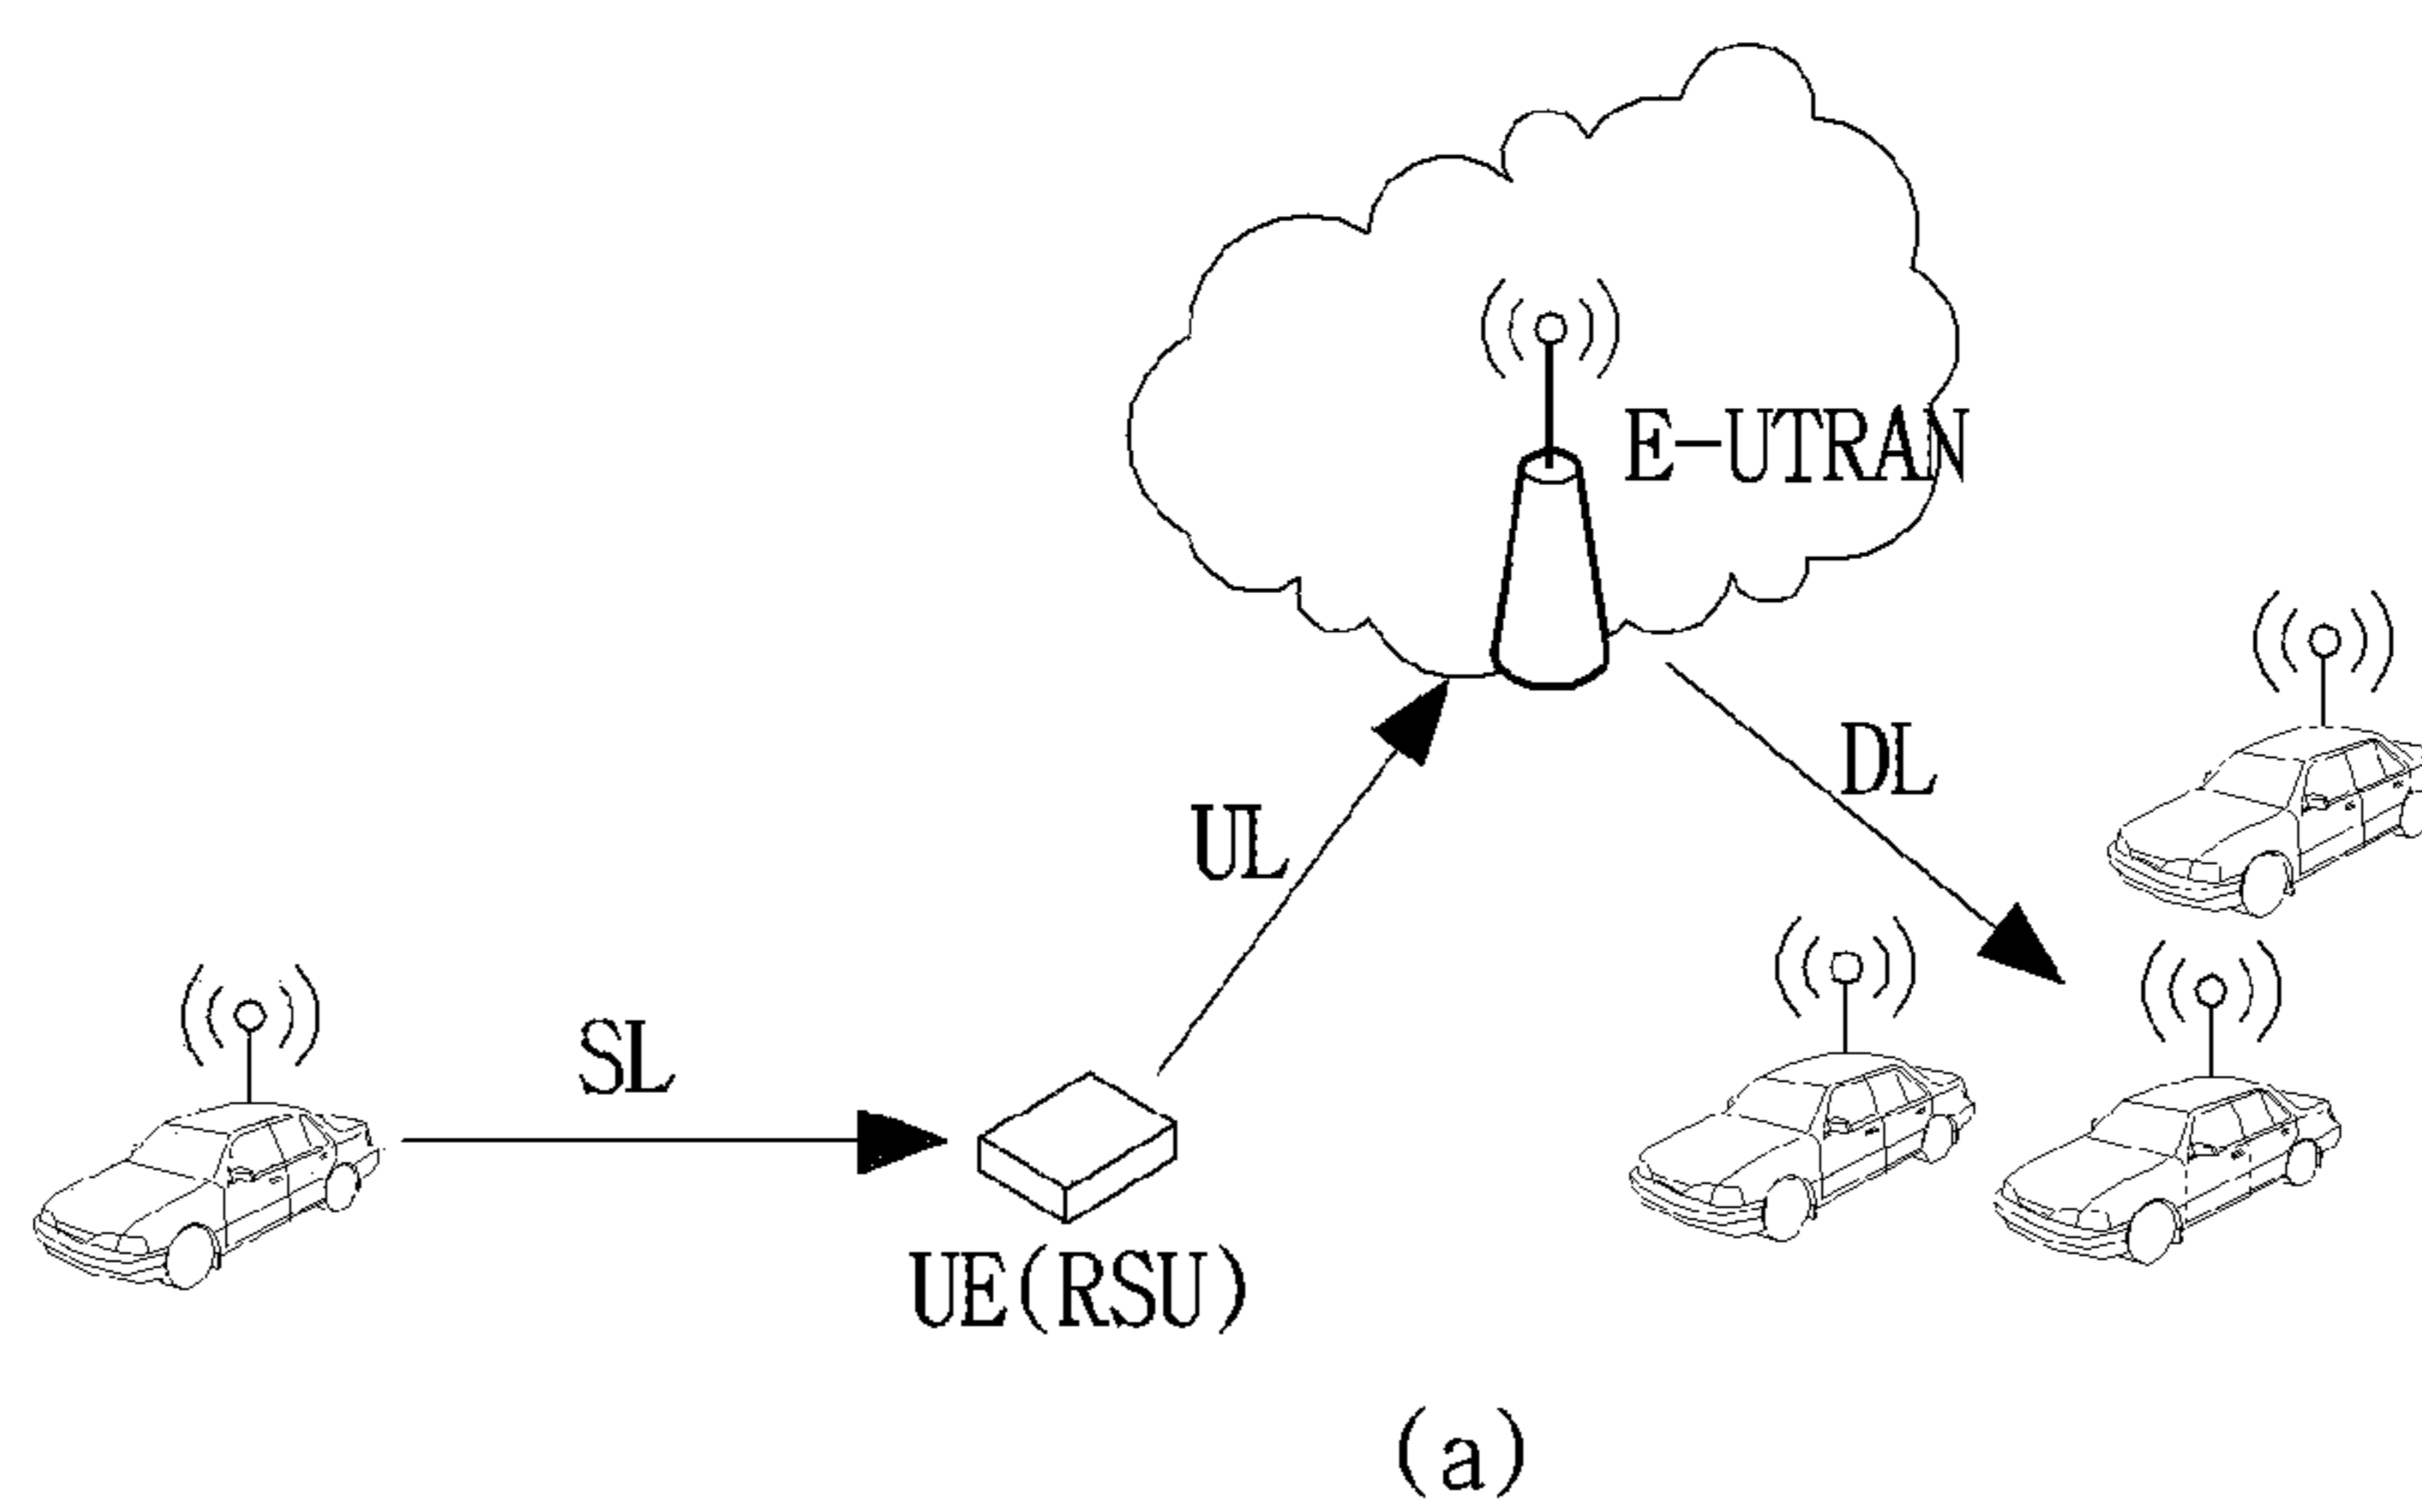 E-UTRAN
DL
UL
SL
UE(RSU)
(a)